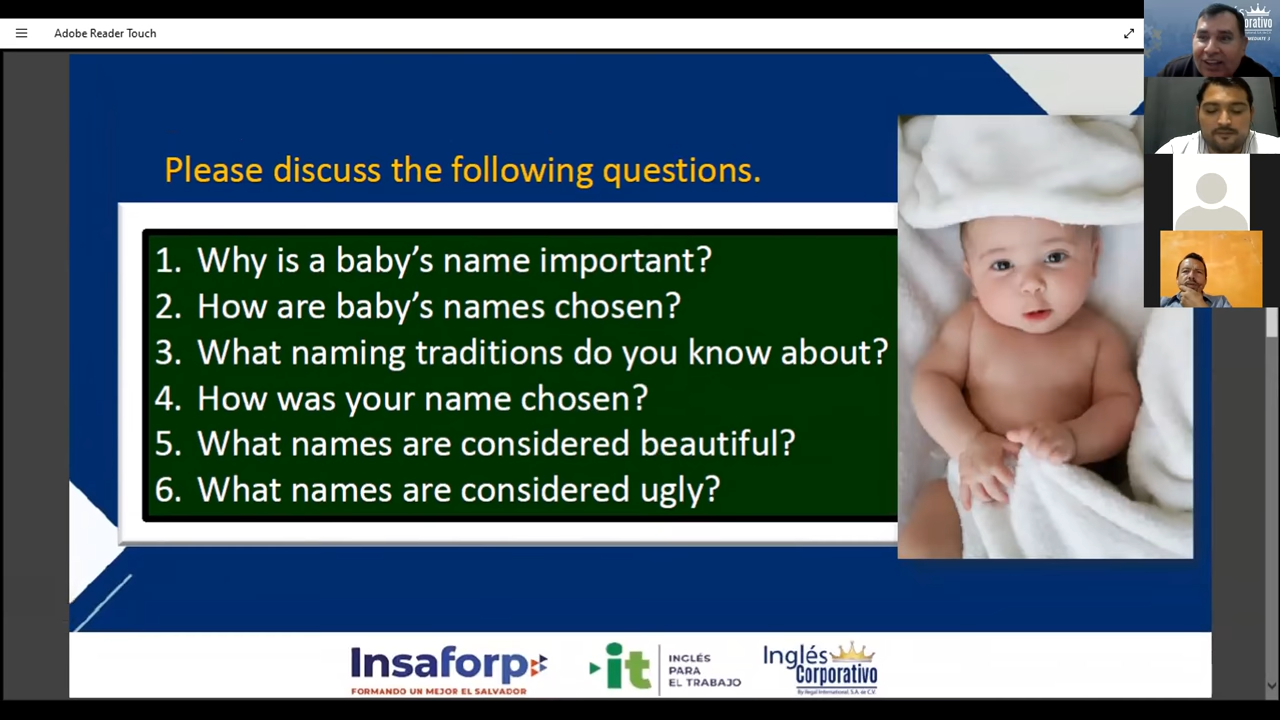 Adobe Reader Touch
Please discuss the following questions.
1. Why is a baby’s name important?
2. How are baby’s names chosen?
3. What naming traditions do you know about?
4. How was your name chosen?
5. What names are considered beautiful?
6. What names are considered ugly?
Insaforp
FORMANDO UN MEJOR EL SALVADOR
it
INGLÉS
PARA
EL TRABAJO
Inglés
Corporativo